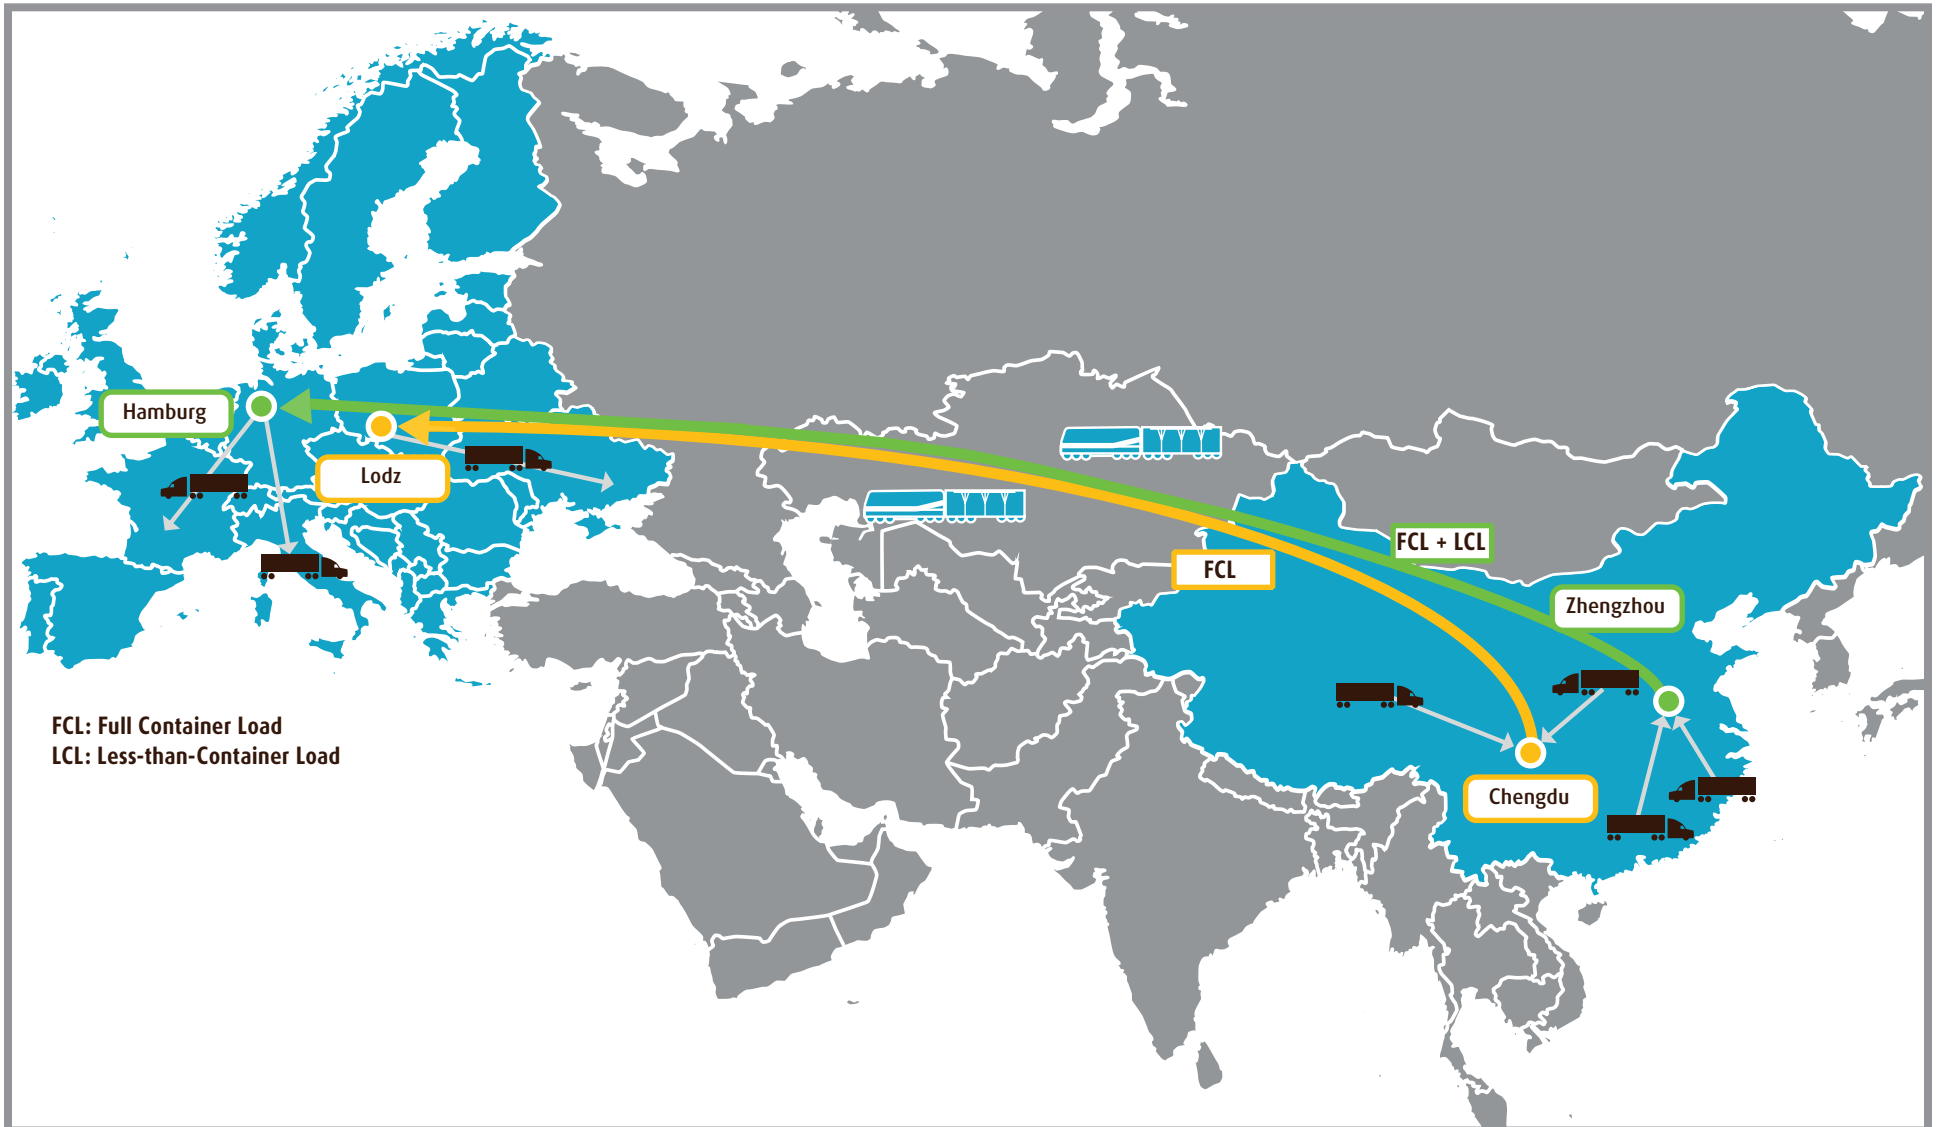 Hamburg
Lodz
FCL + LCL
FCL
Zhengzhou
Chengdu
FCL: Full Container Load
LCL: Less-than-Container Load